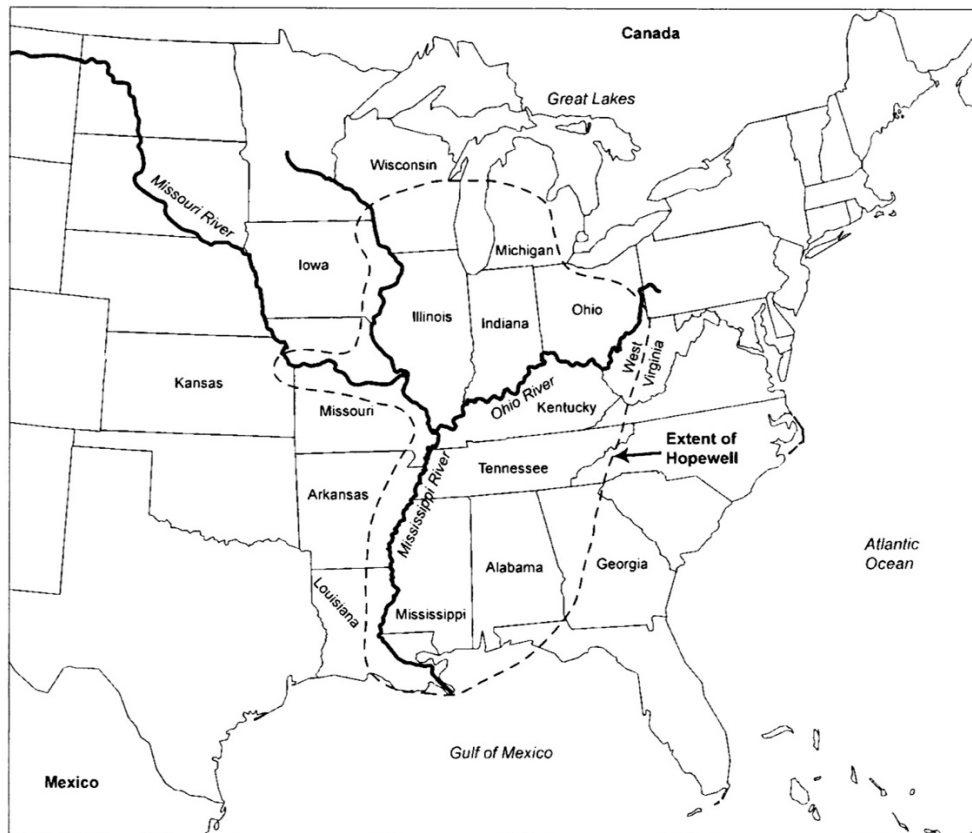 Canada
Great Lakes
Wisconsin
Missouri River
Michigan
Iowa
Illinois
Indiana
Ohio
West
Virginia
Kansas
Ohio River
Missouri
Kentucky
Extent of
Hopewell
Tennessee
Mississippi River
Arkansas
Atlantic
Ocean
Alabama
Georgia
Louisiana
Mississippi
Gulf of Mexico
Mexico